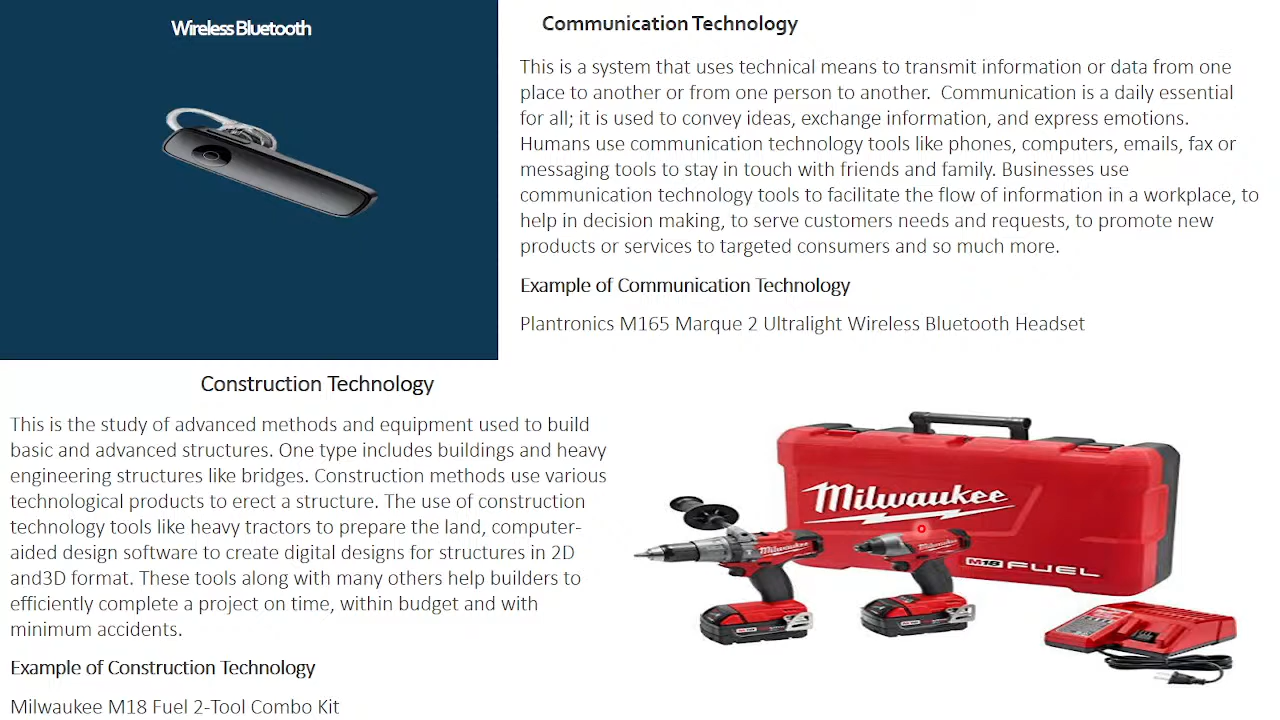 Wireless Bluetooth
Communication Technology
This is a system that uses technical means to transmit information or data from one
place to another or from one person to another.  Communication is a daily essential
for all; it is used to convey ideas, exchange information, and express emotions.
Humans use communication technology tools like phones, computers, emails, fax or
messaging tools to stay in touch with friends and family. Businesses use
communication technology tools to facilitate the flow of information in a workplace, to
help in decision making, to serve customers needs and requests, to promote new
products or services to targeted consumers and so much more.
Example of Communication Technology
Plantronics M165 Marque 2 Ultralight Wireless Bluetooth Headset
Construction Technology
This is the study of advanced methods and equipment used to build
basic and advanced structures. One type includes buildings and heavy
engineering structures like bridges. Construction methods use various
technological products to erect a structure. The use of construction
technology tools like heavy tractors to prepare the land, computer-
aided design software to create digital designs for structures in 2D
and3D format. These tools along with many others help builders to
efficiently complete a project on time, within budget and with
minimum accidents.
Example of Construction Technology
Milwaukee M18 Fuel 2-Tool Combo Kit
Milwaukee
M18 FUEL
Milwaukee
Milwaukee